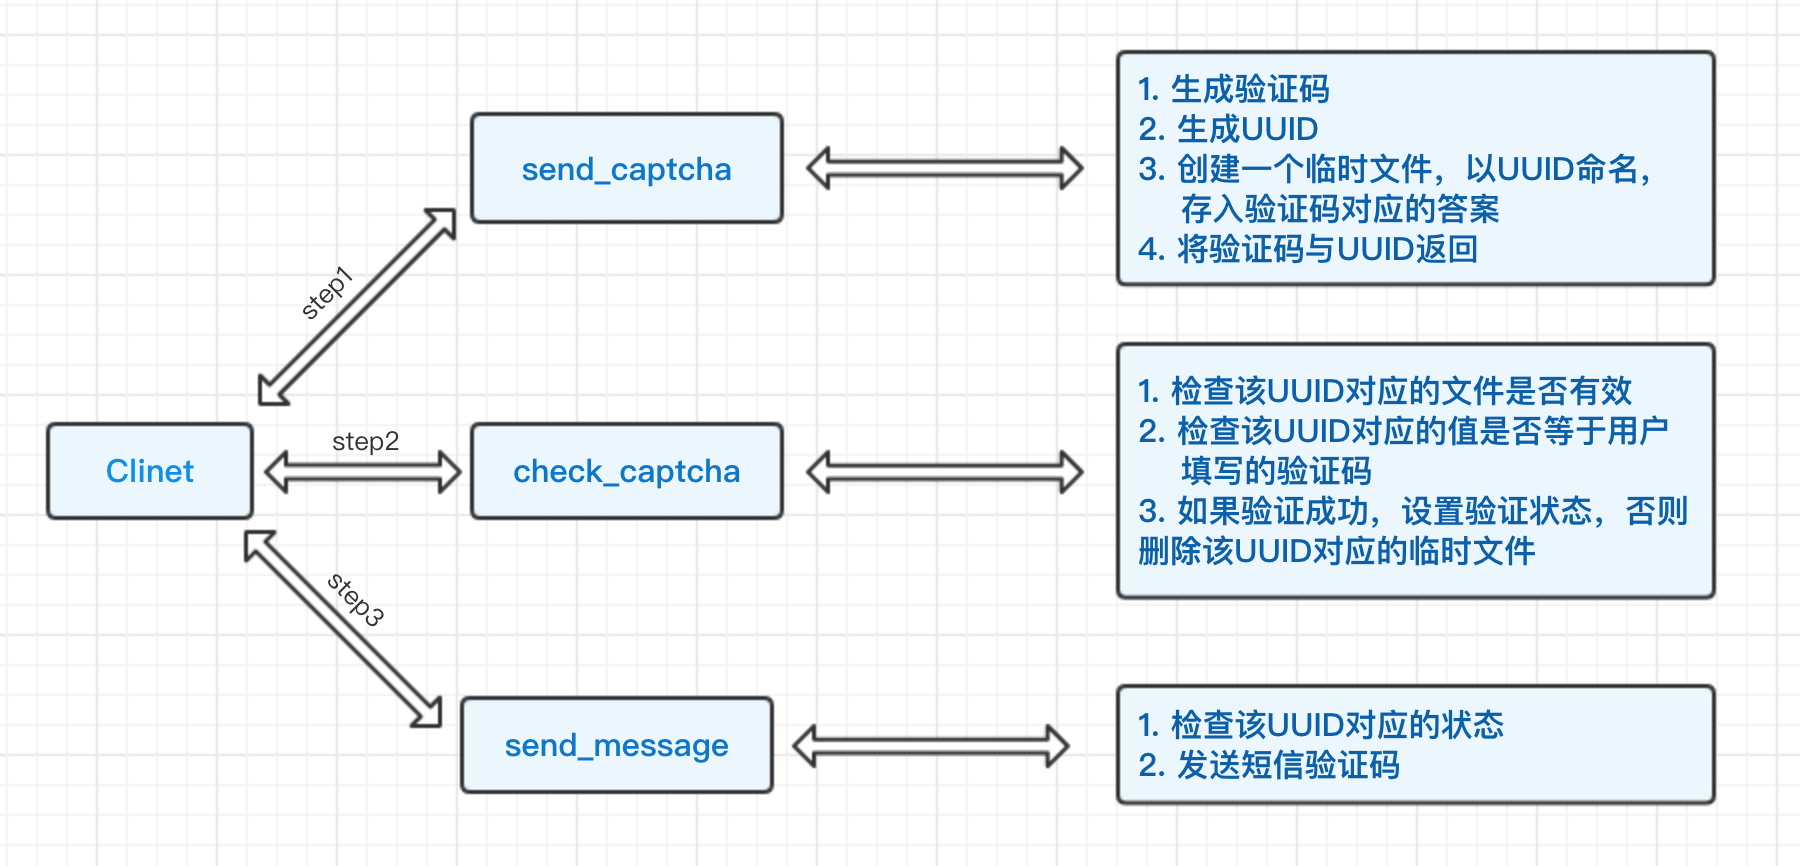 send_captcha
1. 生成验证码
2. 生成UUID
3. 创建一个临时文件，以UUID命名，
存入验证码对应的答案
4. 将验证码与UUID返回
step1
Clinet
step2
check_captcha
1. 检查该UUID对应的文件是否有效
2. 检查该UUID对应的值是否等于用户
填写的验证码
3. 如果验证成功，设置验证状态，否则
删除该UUID对应的临时文件
step3
send_message
1. 检查该UUID对应的状态
2. 发送短信验证码